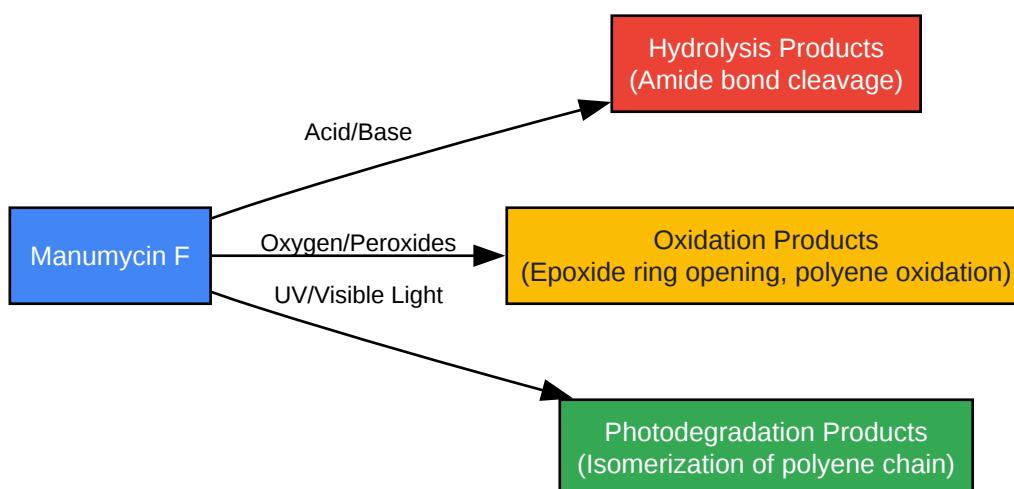 Hydrolysis Products
(Amide bond cleavage)
Acid/Base
Manumycin F
Oxygen/Peroxides
Oxidation Products
(Epoxide ring opening, polyene oxidation)
UV/Visible Light
Photodegradation Products
(Isomerization of polyene chain)